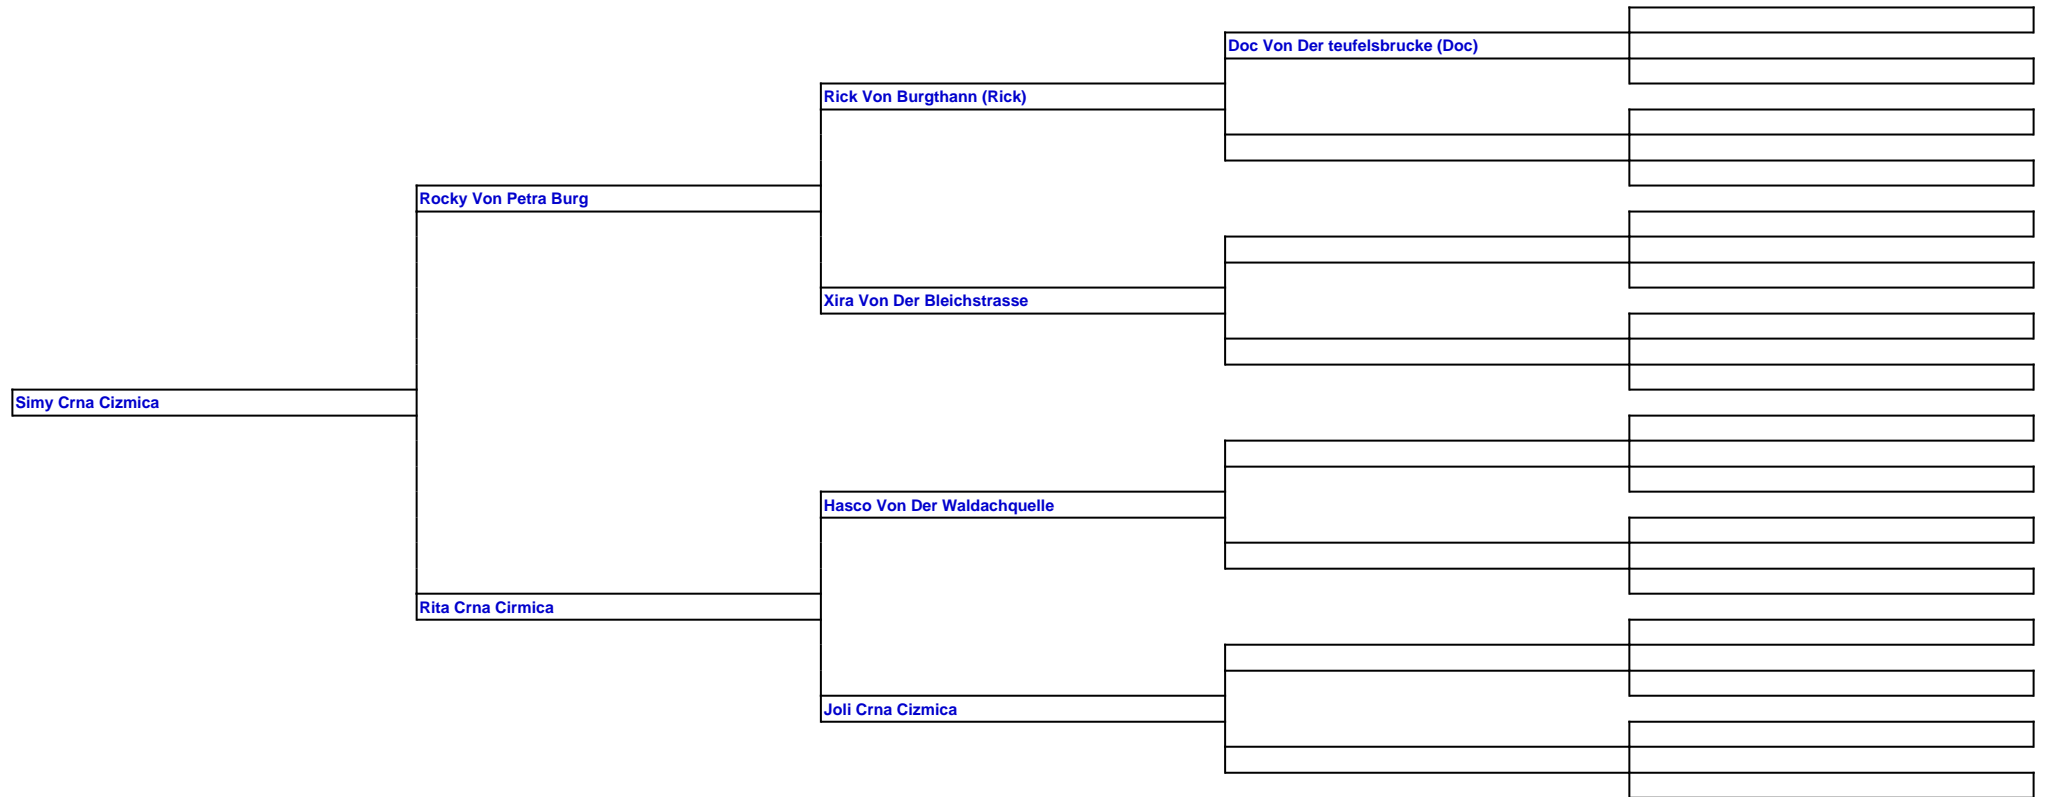 Doc Von Der teufelsbrucke (Doc)
Rick Von Burgthann (Rick)
Rocky Von Petra Burg
Xira Von Der Bleichstrasse
Simy Crna Cizmica
Hasco Von Der Waldachquelle
Rita Crna Cirmica
Joli Crna Cizmica